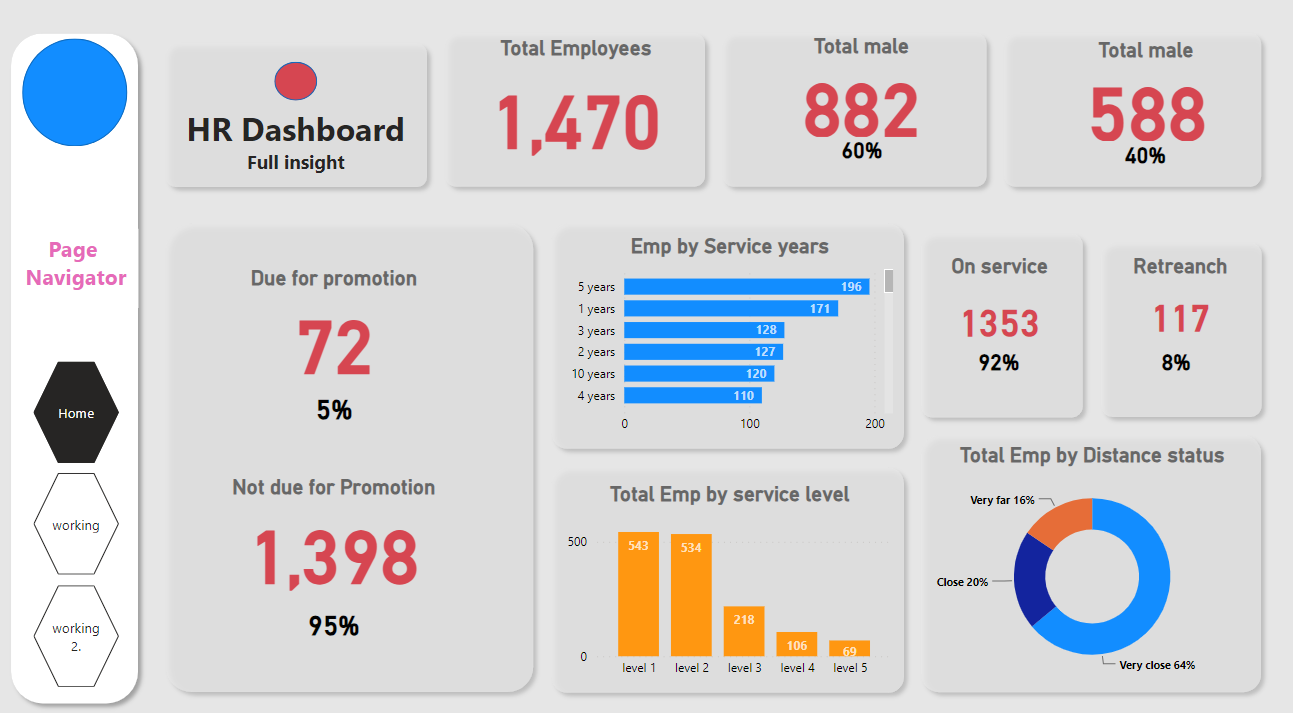 Page
Navigator
Home
working
working
2.
HR Dashboard
Full insight
Total Employees
1,470
Total male
882
60%
Total male
588
40%
Due for promotion
72
5%
Not due for Promotion
1,398
95%
Emp by Service years
5 years 196
1 years 171
3 years 128
2 years 127
10 years 120
4 years 110
0 100 200
Total Emp by service level
500
0
543 534 218 106 69
level 1 level 2 level 3 level 4 level 5
On service
1353
92%
Retreanch
117
8%
Total Emp by Distance status
Very far 16%
Close 20%
Very close 64%